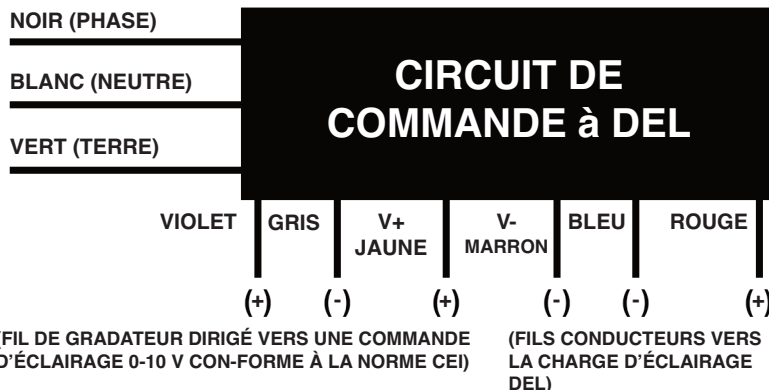 NOIR (PHASE)
BLANC (NEUTRE)
VERT (TERRE)
CIRCUIT DE
COMMANDE à DEL
VIOLET GRIS V+ V- BLEU ROUGE
JAUNE MARRON
(+) (-) (+) (-) (-) (+)
(FIL DE GRADATEUR DIRIGÉ VERS UNE COMMANDE
D'ÉCLAIRAGE 0-10 V CON-FORME À LA NORME CEI)
(FILS CONDUCTEURS VERS
LA CHARGE D'ÉCLAIRAGE
DEL)